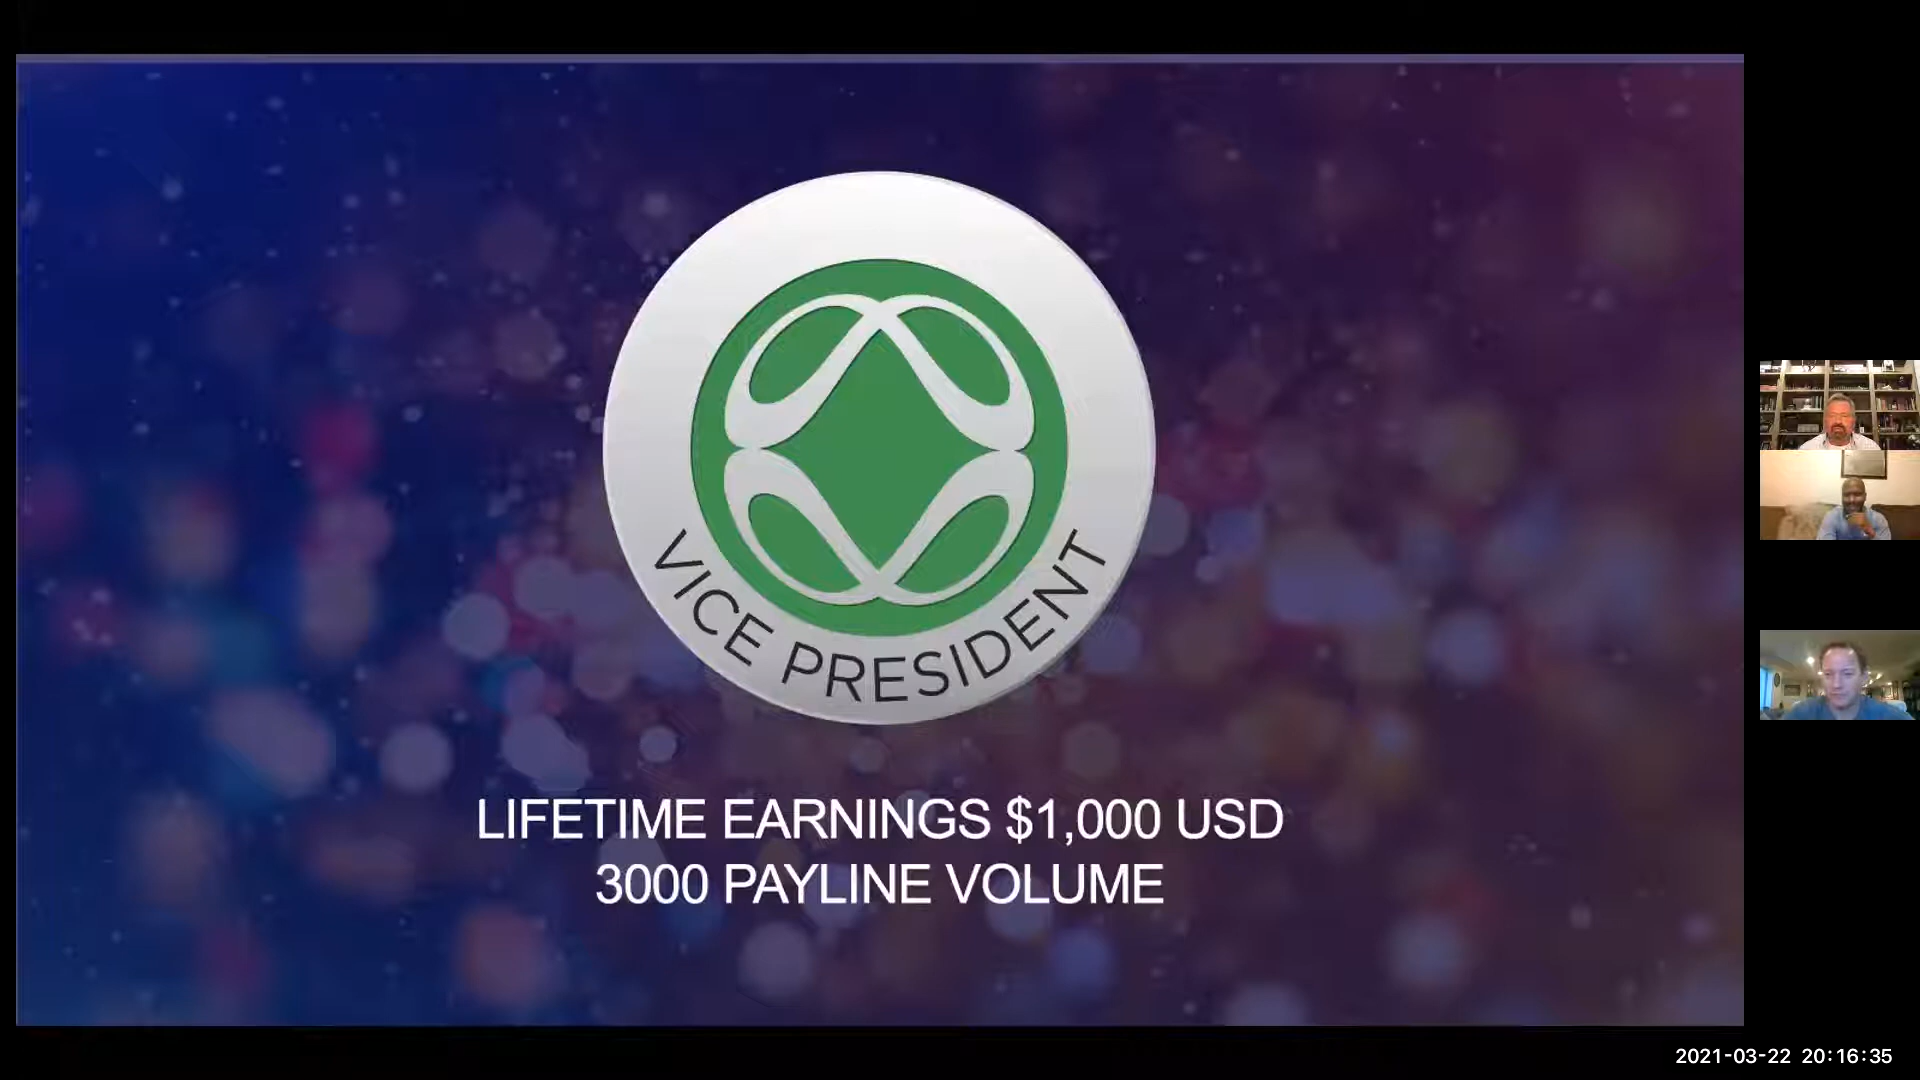 VICE PRESIDENT
LIFETIME EARNINGS $1,000 USD
3000 PAYLINE VOLUME
2021-03-22 20:16:35